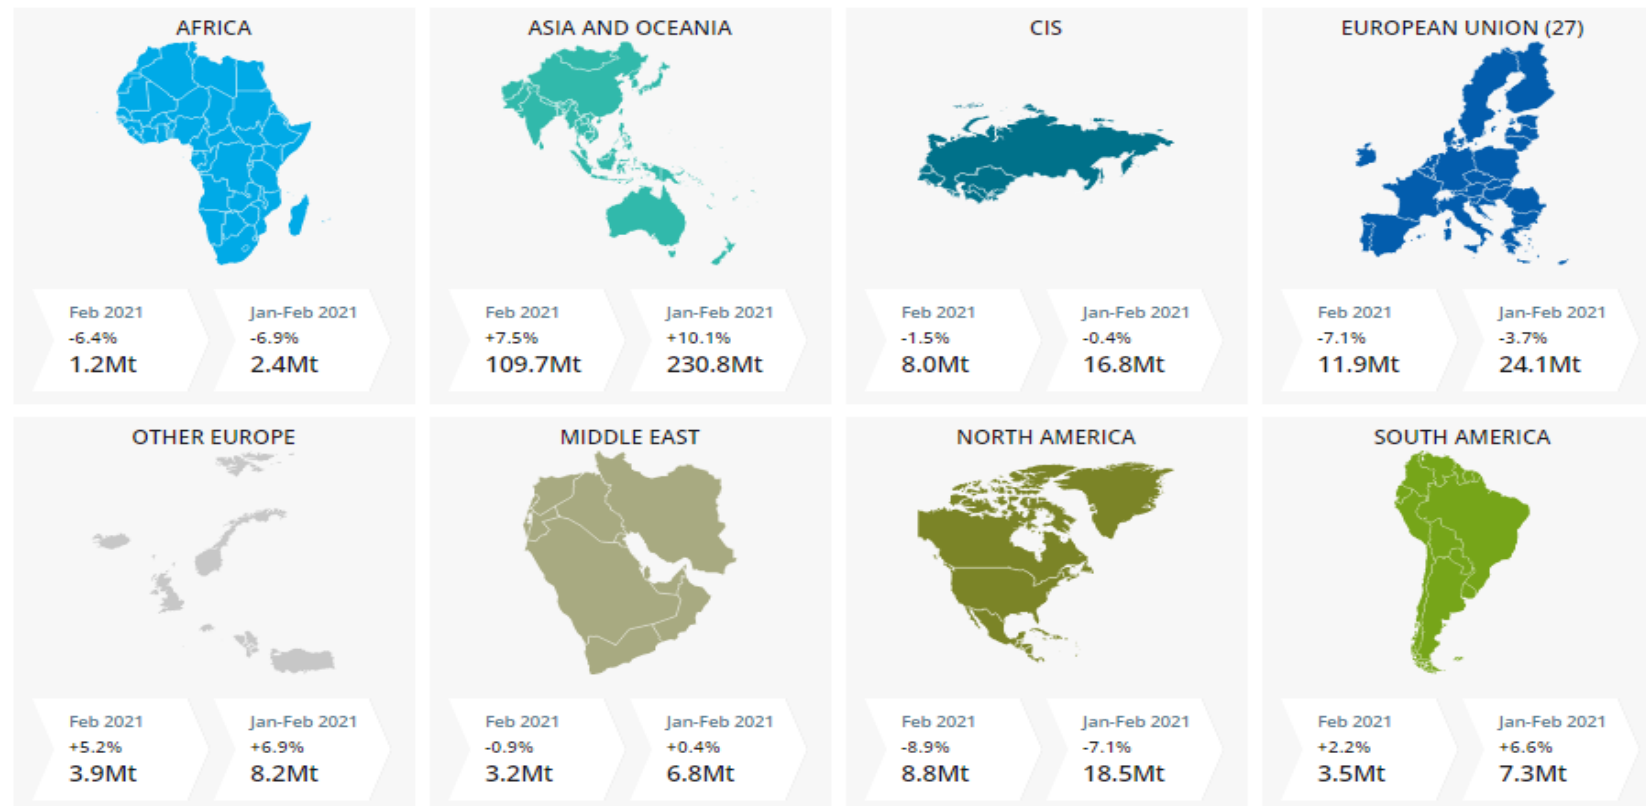 AFRICA
Feb 2021
-6.4%
1.2Mt
Jan-Feb 2021
-6.9%
2.4Mt
ASIA AND OCEANIA
Feb 2021
+7.5%
109.7Mt
Jan-Feb 2021
+10.1%
230.8Mt
CIS
Feb 2021
-1.5%
8.0Mt
Jan-Feb 2021
-0.4%
16.8Mt
EUROPEAN UNION (27)
Feb 2021
-7.1%
11.9Mt
Jan-Feb 2021
-3.7%
24.1Mt
OTHER EUROPE
Feb 2021
+5.2%
3.9Mt
Jan-Feb 2021
+6.9%
8.2Mt
MIDDLE EAST
Feb 2021
-0.9%
3.2Mt
Jan-Feb 2021
+0.4%
6.8Mt
NORTH AMERICA
Feb 2021
-8.9%
8.8Mt
Jan-Feb 2021
-7.1%
18.5Mt
SOUTH AMERICA
Feb 2021
+2.2%
3.5Mt
Jan-Feb 2021
+6.6%
7.3Mt